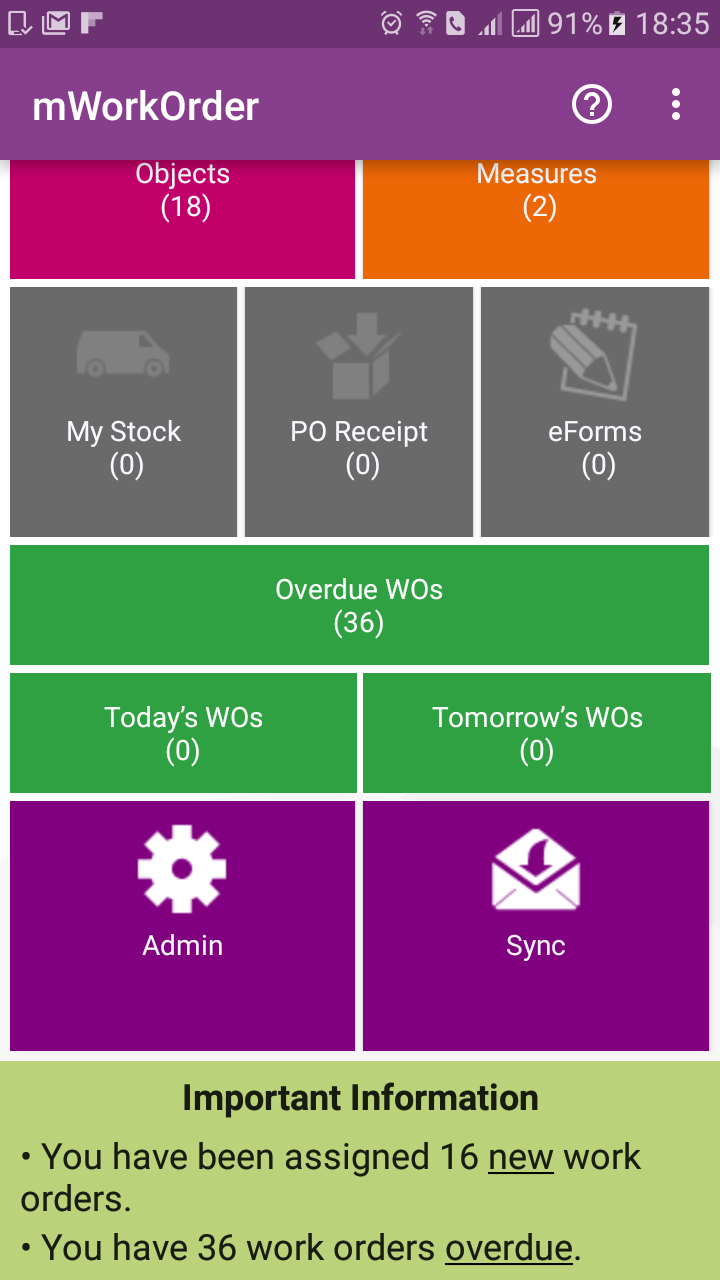 91% 18:35
mWorkOrder
Objects Measures
(18) (2)
My Stock PO Receipt eForms
(0) (0) (0)
Overdue WOs
(36)
Today’s WOs Tomorrow’s WOs
(0) (0)
Admin Sync
Important Information
• You have been assigned 16 new work
orders.
• You have 36 work orders overdue.